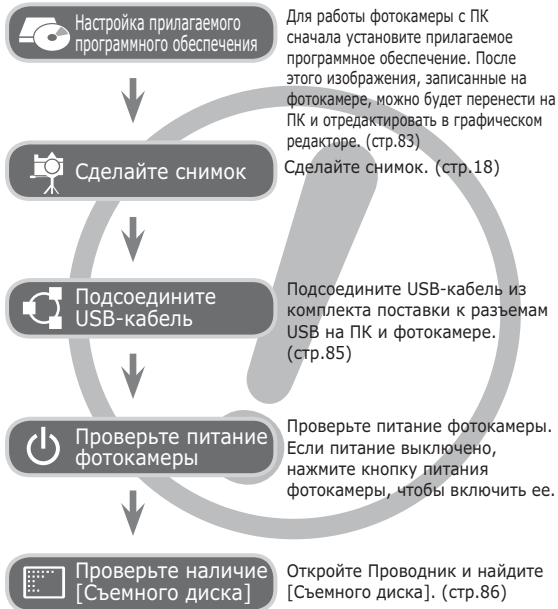 Настройка прилагаемого
программного обеспечения
Для работы фотокамеры с ПК
сначала установите прилагаемое
программное обеспечение. После
этого изображения, записанные на
фотокамере, можно будет перенести на
ПК и отредактировать в графическом
редакторе. (стр.83)
Сделайте снимок
Сделайте снимок. (стр.18)
Подсоедините
USB-кабель
Подсоедините USB-кабель из
комплекта поставки к разъемам
USB на ПК и фотокамере.
(стр.85)
Проверьте питание
фотокамеры
Проверьте питание фотокамеры.
Если питание выключено,
нажмите кнопку питания
фотокамеры, чтобы включить ее.
Проверьте наличие
[Съемного диска]
Откройте Проводник и найдите
[Съемного диска]. (стр.86)